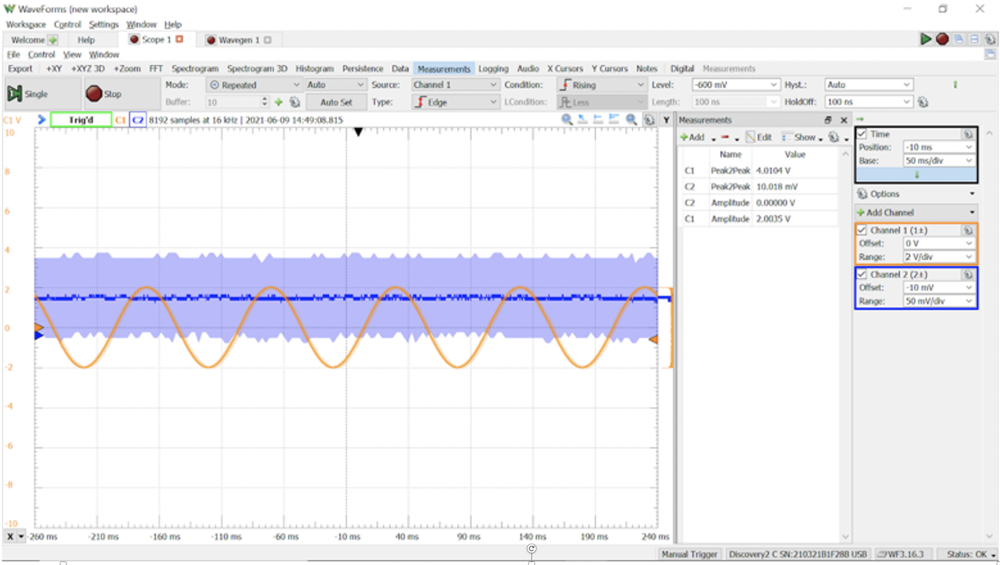 WaveForms (new workspace)
Workspace Control Settings Window Help
Welcome Help Scope 1 Wavegen 1
File Control View Window
Export +XY +XYZ 3D +Zoom FFT Spectrogram Spectrogram 3D Histogram Persistence Data Measurements Logging Audio X Cursors Y Cursors Notes Digital Measurements
Single Stop Mode: Repeated Auto Source: Channel 1 Condition: Rising Level: -600 mV Hyst.: Auto
Buffer: 10 Auto Set Type: Edge LCondition: Less Length: 100 ns HoldOff: 100 ns
C1 V Trig'd C1 C2 8192 samples at 16 kHz | 2021-06-09 14:49:08.815 Y
10
8
6
4
2
0
-2
-4
-6
-8
-10
X -260 ms -210 ms -160 ms -110 ms -60 ms -10 ms 40 ms 90 ms 140 ms 190 ms 240 ms
Measurements
Add Edit Show
Name Value
C1 Peak2Peak 4.0104 V
C2 Peak2Peak 10.018 mV
C2 Amplitude 0.00000 V
C1 Amplitude 2.0035 V
Time
Position: -10 ms
Base: 50 ms/div
Options
Add Channel
Channel 1 (1±)
Offset: 0 V
Range: 2 V/div
Channel 2 (2±)
Offset: -10 mV
Range: 50 mV/div
Manual Trigger Discovery2 C SN:210321B1F28B USB WF3.16.3 Status: OK